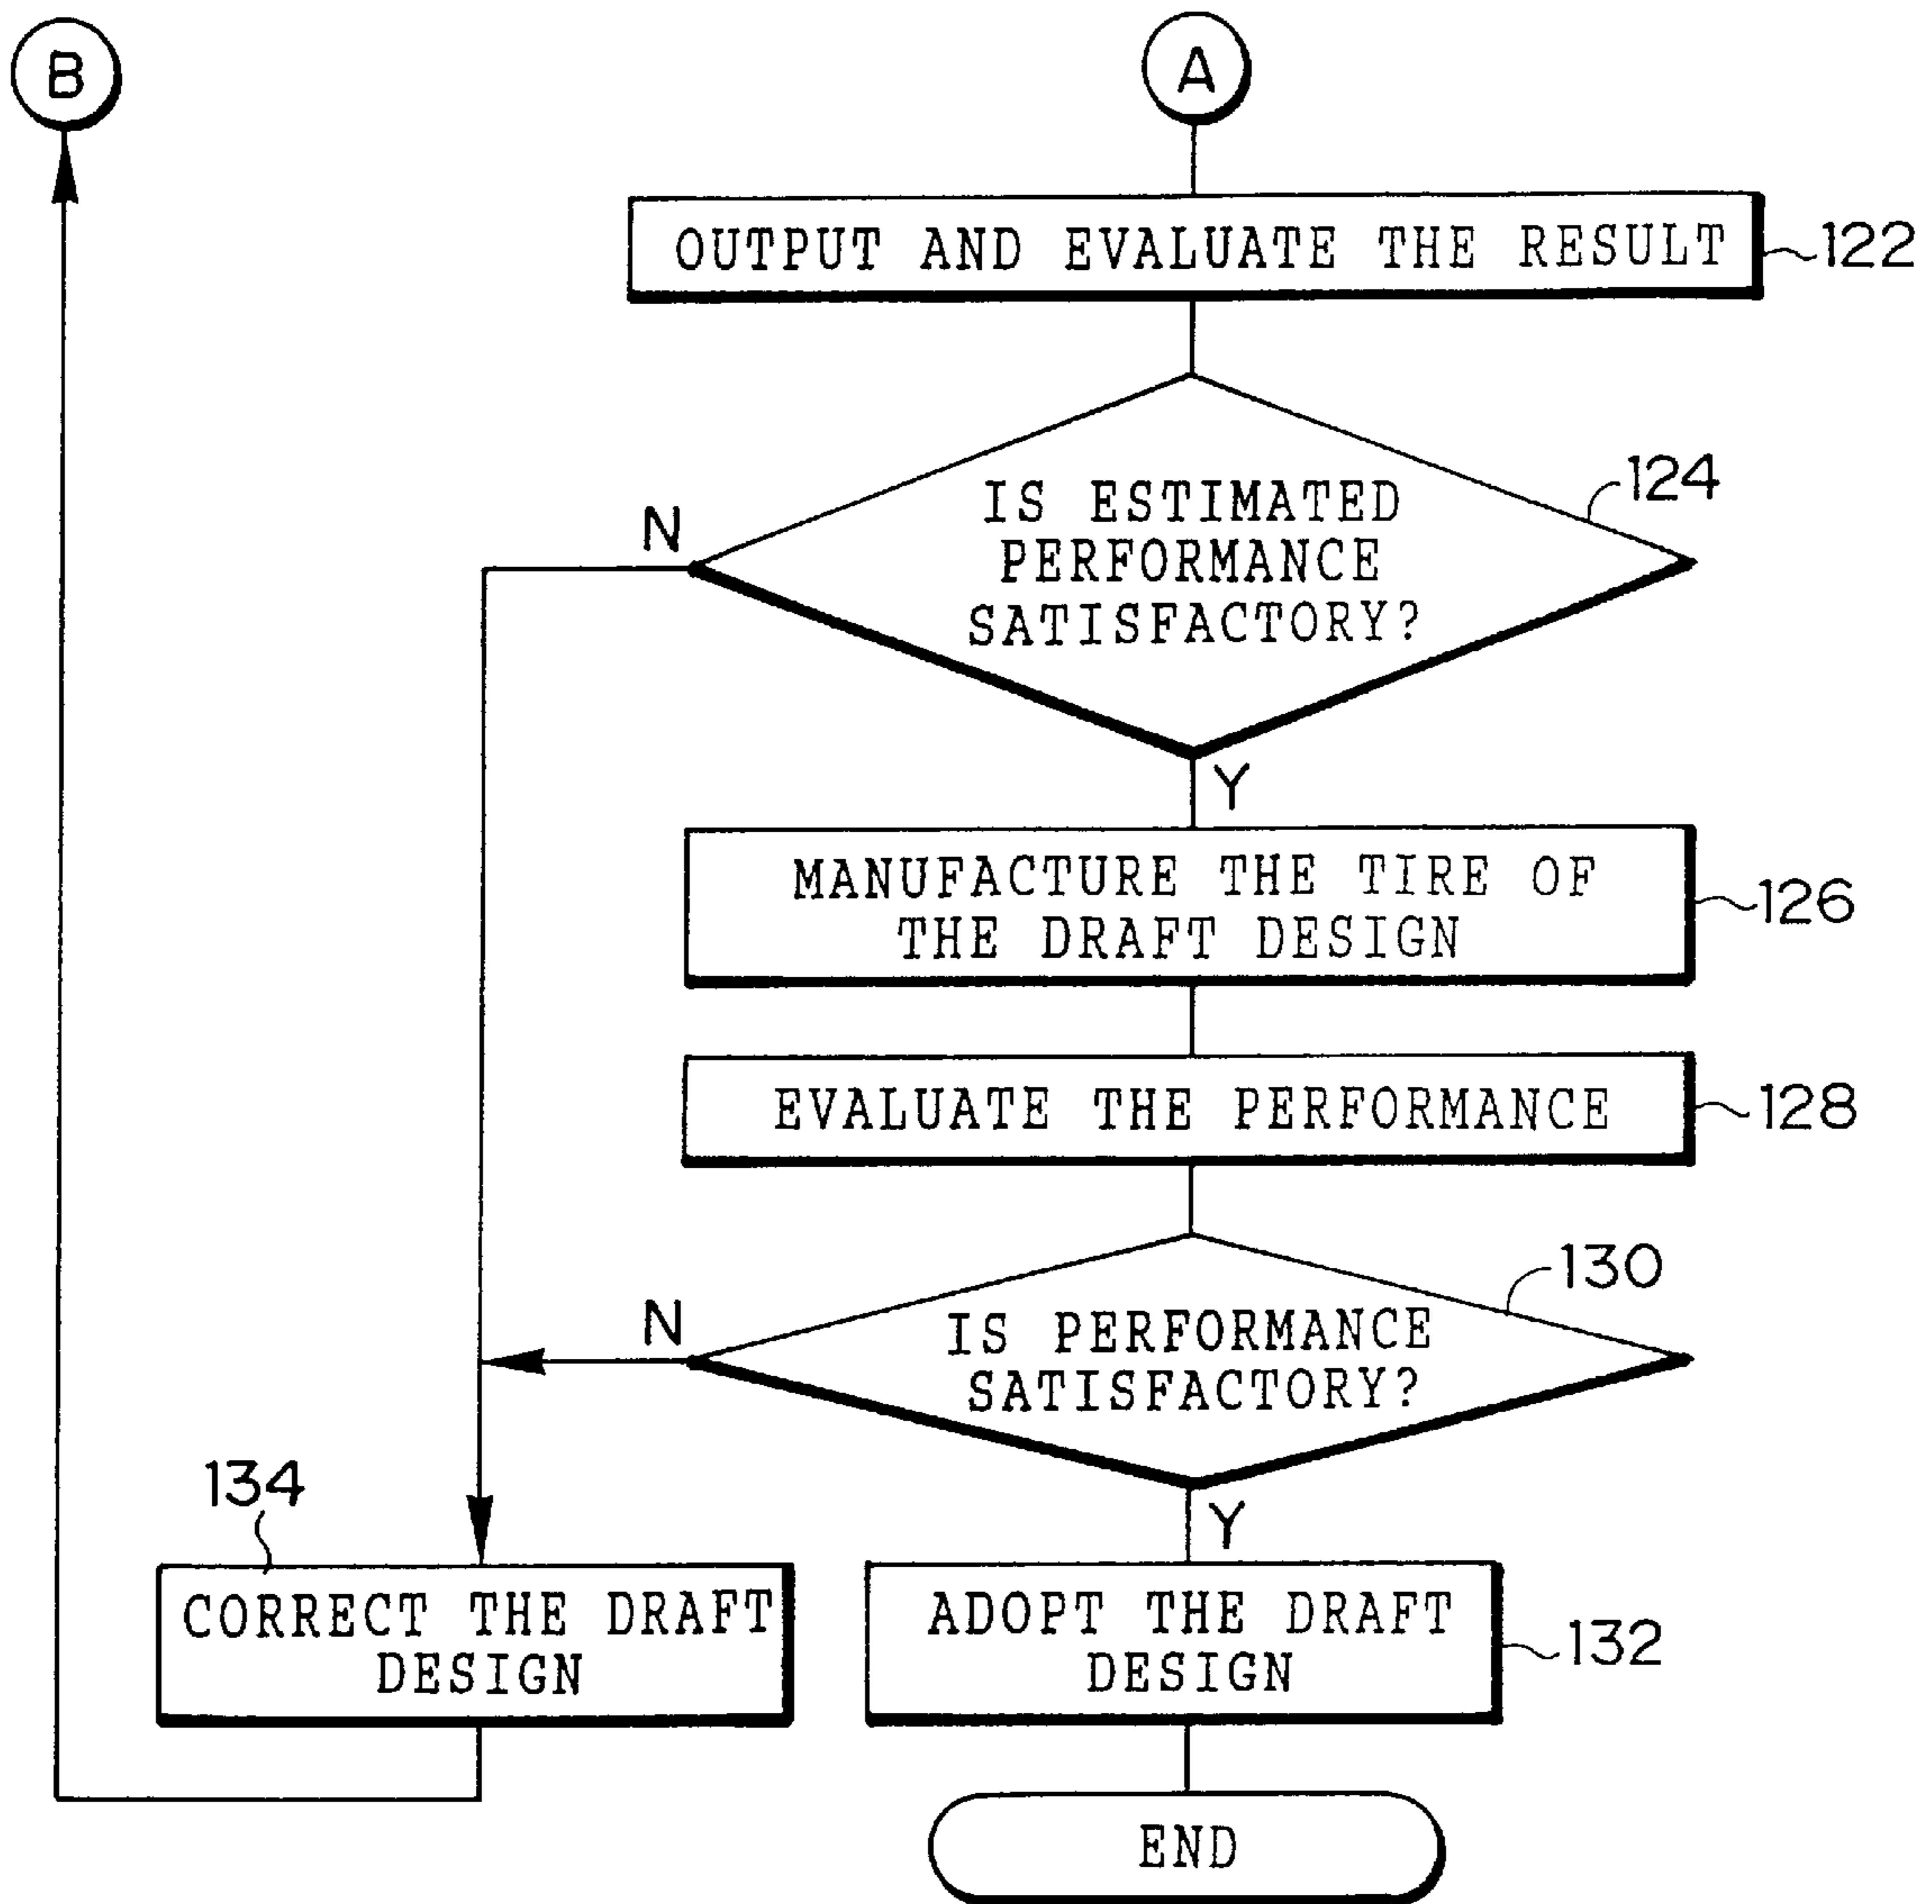 B
A
OUTPUT AND EVALUATE THE RESULT
122
IS ESTIMATED
PERFORMANCE
SATISFACTORY?
124
N
Y
MANUFACTURE THE TIRE OF
THE DRAFT DESIGN
126
EVALUATE THE PERFORMANCE
128
130
N
IS PERFORMANCE
SATISFACTORY?
Y
134
CORRECT THE DRAFT
DESIGN
ADOPT THE DRAFT
DESIGN
132
END